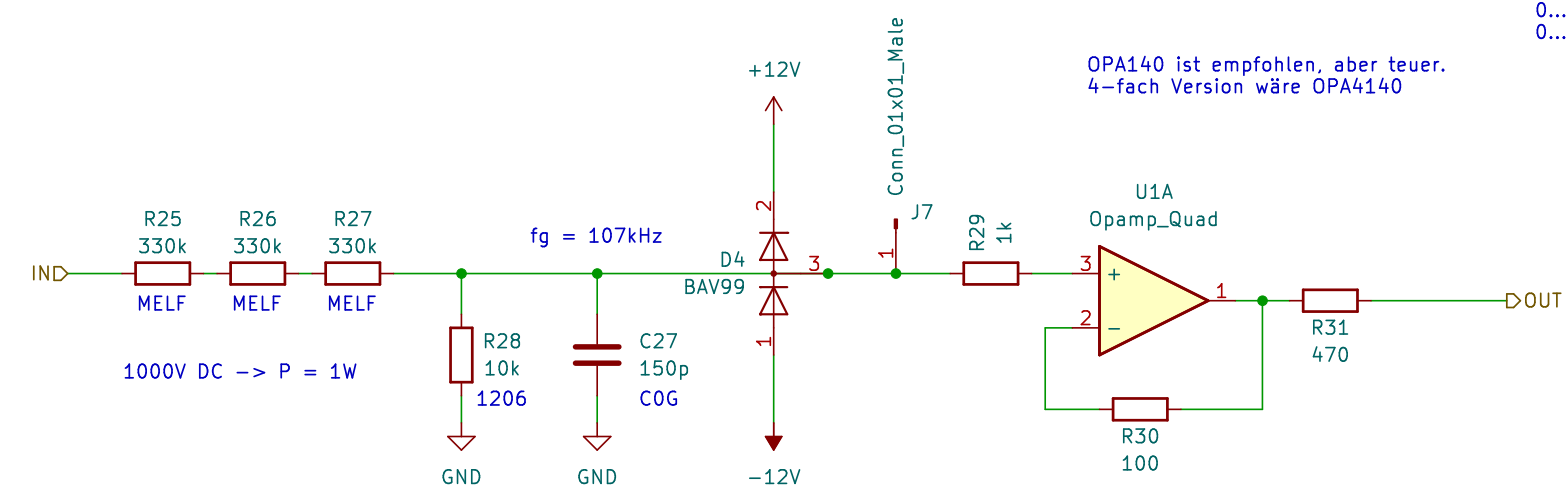 0...
0...
OPA140 ist empfohlen, aber teuer.
4-fach Version wäre OPA4140
+12V
Conn_01x01_Male
J7
1
2
U1A
Opamp_Quad
R25
330k
MELF
R26
330k
MELF
R27
330k
MELF
fg = 107kHz
D4
BAV99
3
1
R29
1k
3
+
2
-
1
IN
OUT
R31
470
R28
10k
1206
C27
150p
C0G
1000V DC -> P = 1W
R30
100
GND
GND
-12V